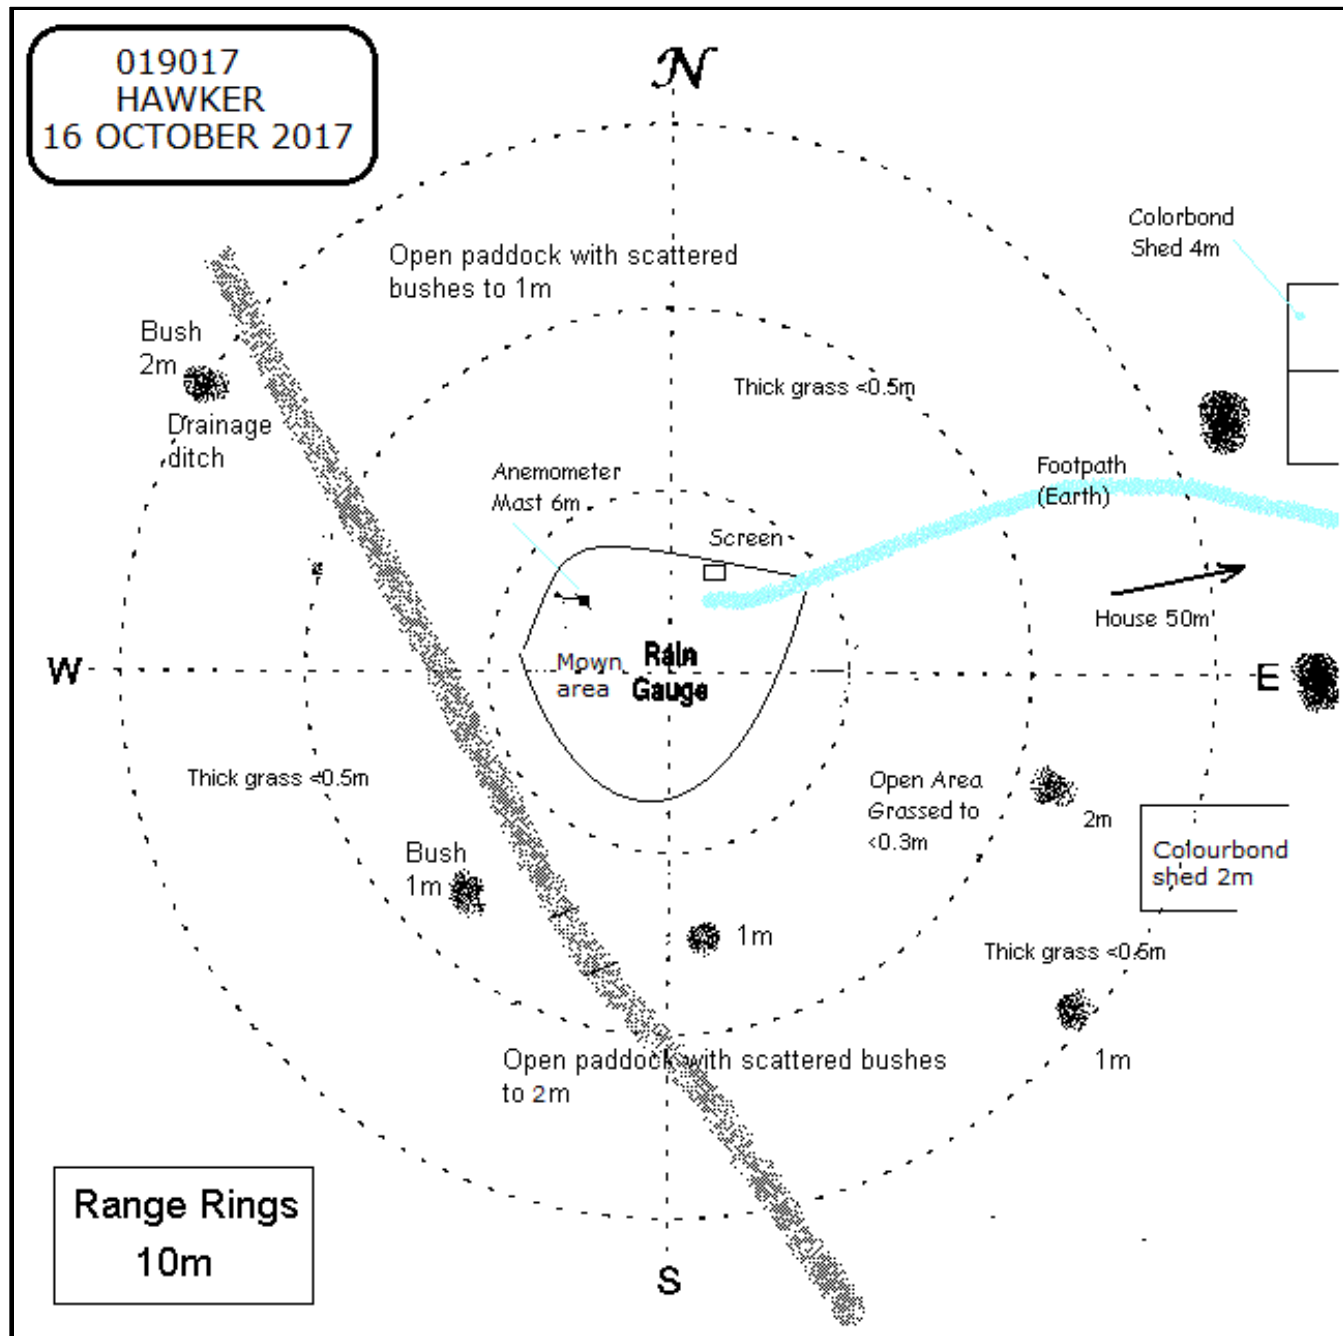 019017
HAWKER
16 OCTOBER 2017
N
Colorbond
Shed 4m
Open paddock with scattered
bushes to 1m
Bush
2m
Thick grass <0.5m
Drainage
ditch
Anemometer
Mast 6m
Footpath
(Earth)
Screen
House 50m
W
Mown
area
Rain
Gauge
E
Thick grass <0.5m
Open Area
Grassed to
<0.3m
2m
Bush
1m
Colourbond
shed 2m
1m
Thick grass <0.5m
Open paddock with scattered bushes
to 2m
1m
Range Rings
10m
S